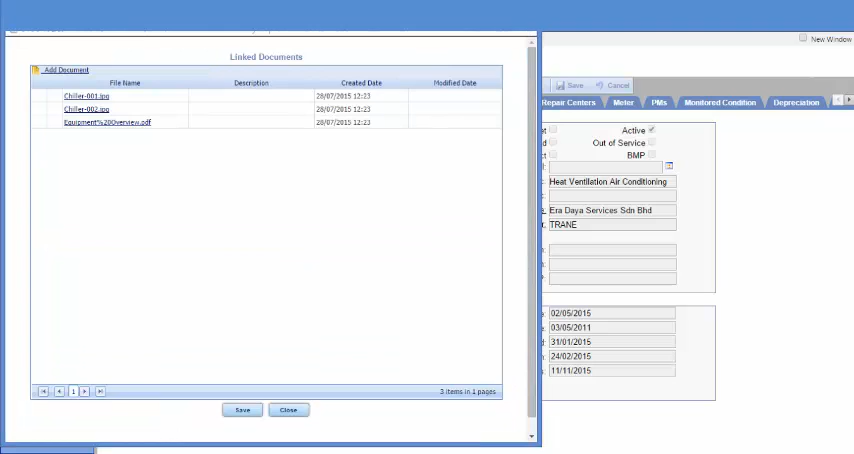 New Window
Linked Documents
Add Document
File Name Description Created Date Modified Date
Chiller-001.jpg 28/07/2015 12:23
Chiller-002.jpg 28/07/2015 12:23
Equipment%20Overview.pdf 28/07/2015 12:23
1
3 items in 1 pages
Save Close
Save Cancel
Repair Centers Meter PMs Monitored Condition Depreciation
Active
Out of Service
BMP
Heat Ventilation Air Conditioning
Era Daya Services Sdn Bhd
TRANE
02/05/2015
03/05/2011
31/01/2015
24/02/2015
11/11/2015